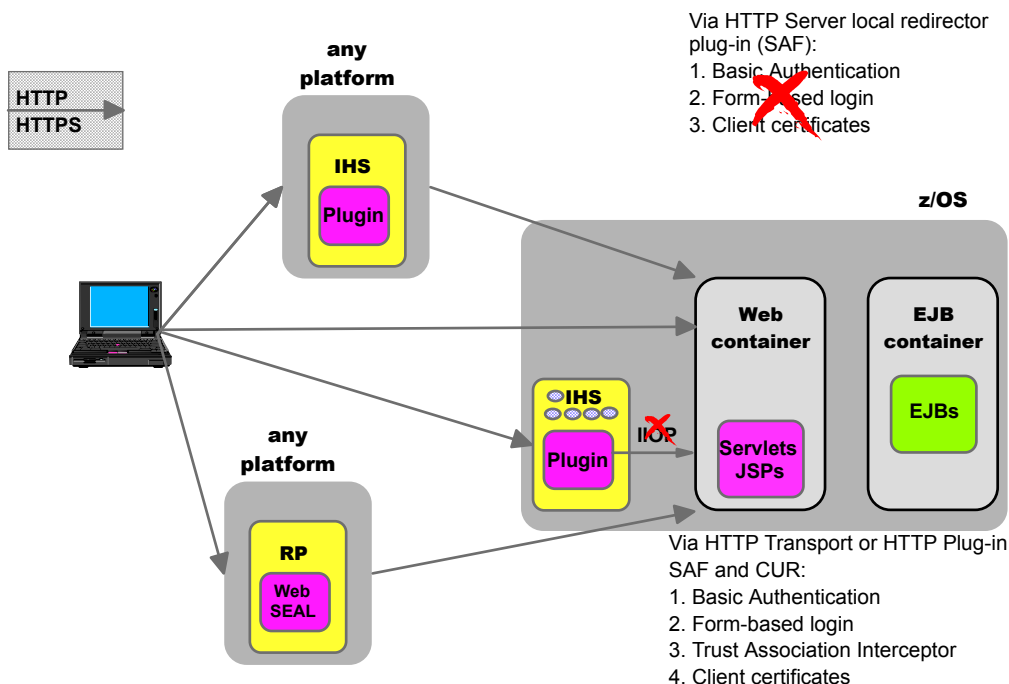 Via HTTP Server local redirector
plug-in (SAF):
1. Basic Authentication
2. Form-based login
3. Client certificates
any
platform
HTTP
HTTPS
IHS
Plugin
z/OS
Web
container
EJB
container
IHS
EJBs
IIOP
Plugin
Servlets
JSPs
any
platform
RP
Web
SEAL
Via HTTP Transport or HTTP Plug-in
SAF and CUR:
1. Basic Authentication
2. Form-based login
3. Trust Association Interceptor
4. Client certificates